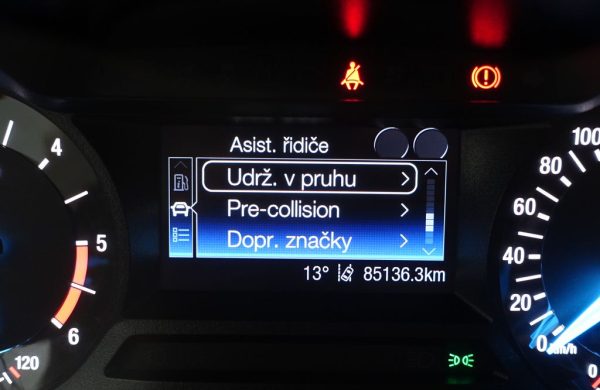 Asist. řidiče
Udrž. v pruhu
Pre-collision
Dopr. značky
13° 85136.3km
4
5
6
120
100
80
60
40
20
0
km/h
0